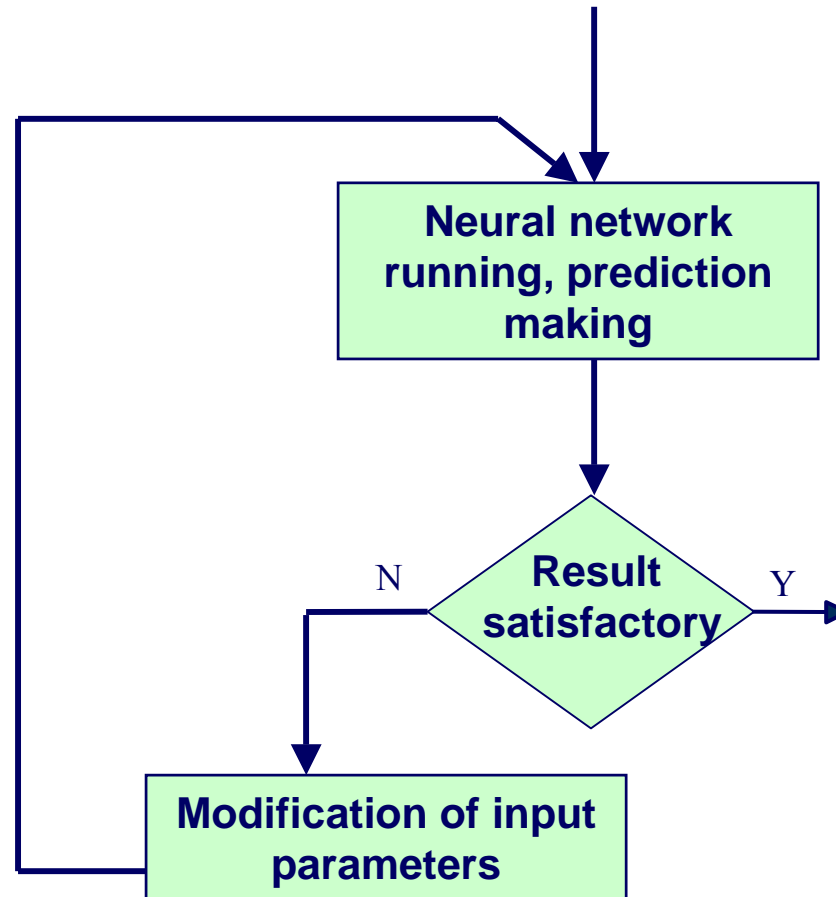 Neural network
running, prediction
making
Result
satisfactory
N
Y
Modification of input
parameters